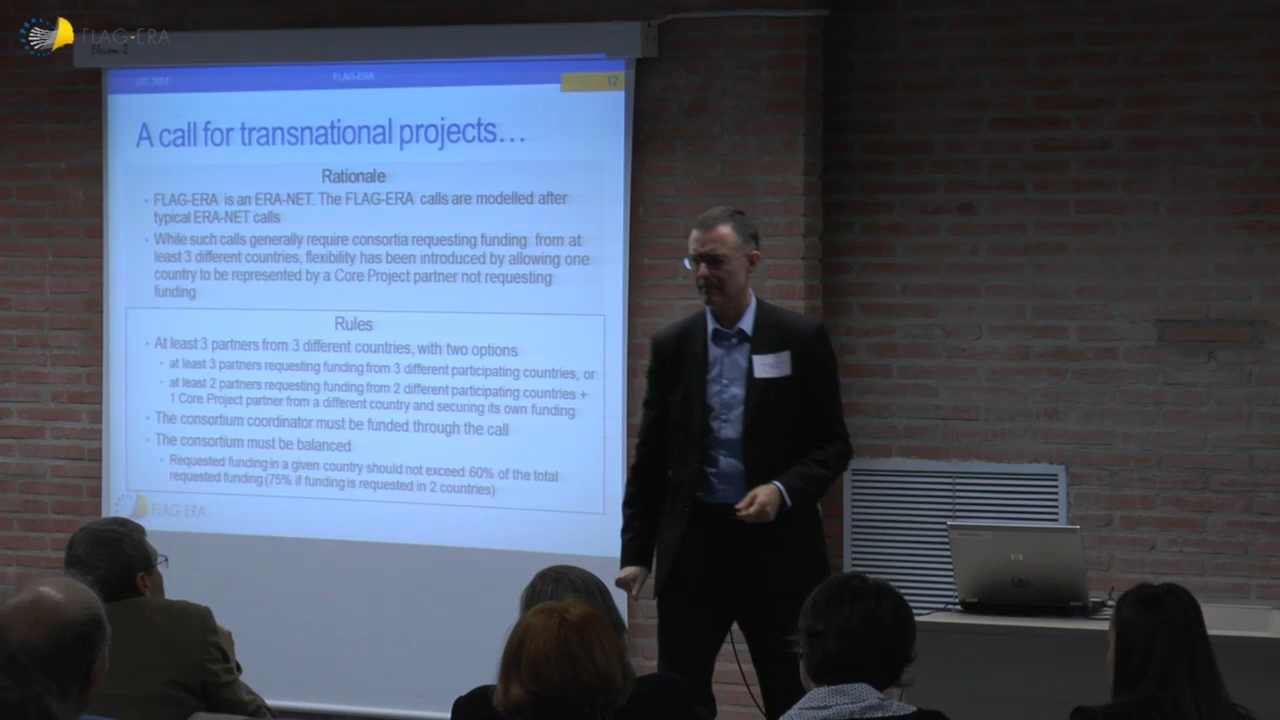 FLAG-ERA
Elevon-2
JTC 2017
FLAG-ERA
12
A call for transnational projects...
Rationale
FLAG-ERA is an ERA-NET. The FLAG-ERA calls are modelled after
typical ERA-NET calls
While such calls generally require consortia requesting funding from at
least 3 different countries, flexibility has been introduced by allowing one
country to be represented by a Core Project partner not requesting
funding
Rules
At least 3 partners from 3 different countries, with two options
at least 3 partners requesting funding from 3 different participating countries, or
at least 2 partners requesting funding from 2 different participating countries +
1 Core Project partner from a different country and securing its own funding
The consortium coordinator must be funded through the call
The consortium must be balanced
Requested funding in a given country should not exceed 60% of the total
requested funding (75% if funding is requested in 2 countries)
FLAG-ERA
hp